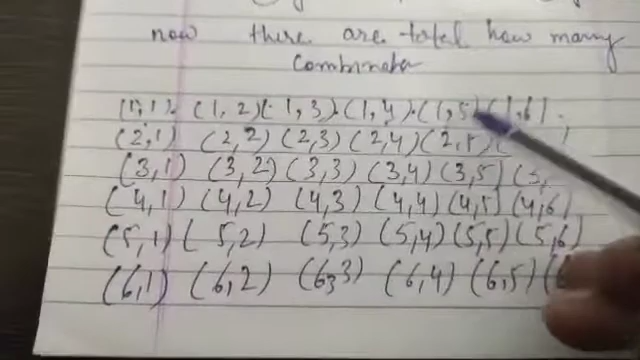 now there are total how many
Combinato
(1,1) (1,2) (1,3) (1,4) (1,5) (1,6) ;
(2,1) (2,2) (2,3) (2,4) (2,5) (
(3,1) (3,2) (3,3) (3,4) (3,5) (3,
(4,1) (4,2) (4,3) (4,4) (4,5) (4,6)
(5,1) (5,2) (5,3) (5,4) (5,5) (5,6)
(6,1) (6,2) (6,3) (6,4) (6,5) (6